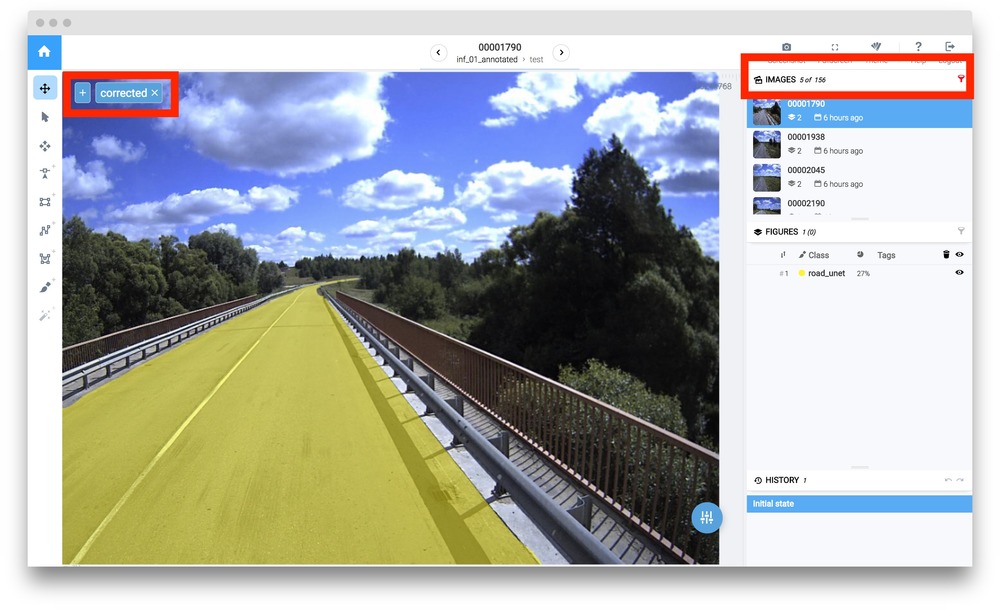 00001790
inf_01_annotated › test
Logout
+ corrected ×
768
IMAGES 5 of 156
00001790
2 6 hours ago
00001938
2 6 hours ago
00002045
2 6 hours ago
00002190
FIGURES 1 (0)
Class Tags
#1 road_unet 27%
HISTORY 1
Initial state